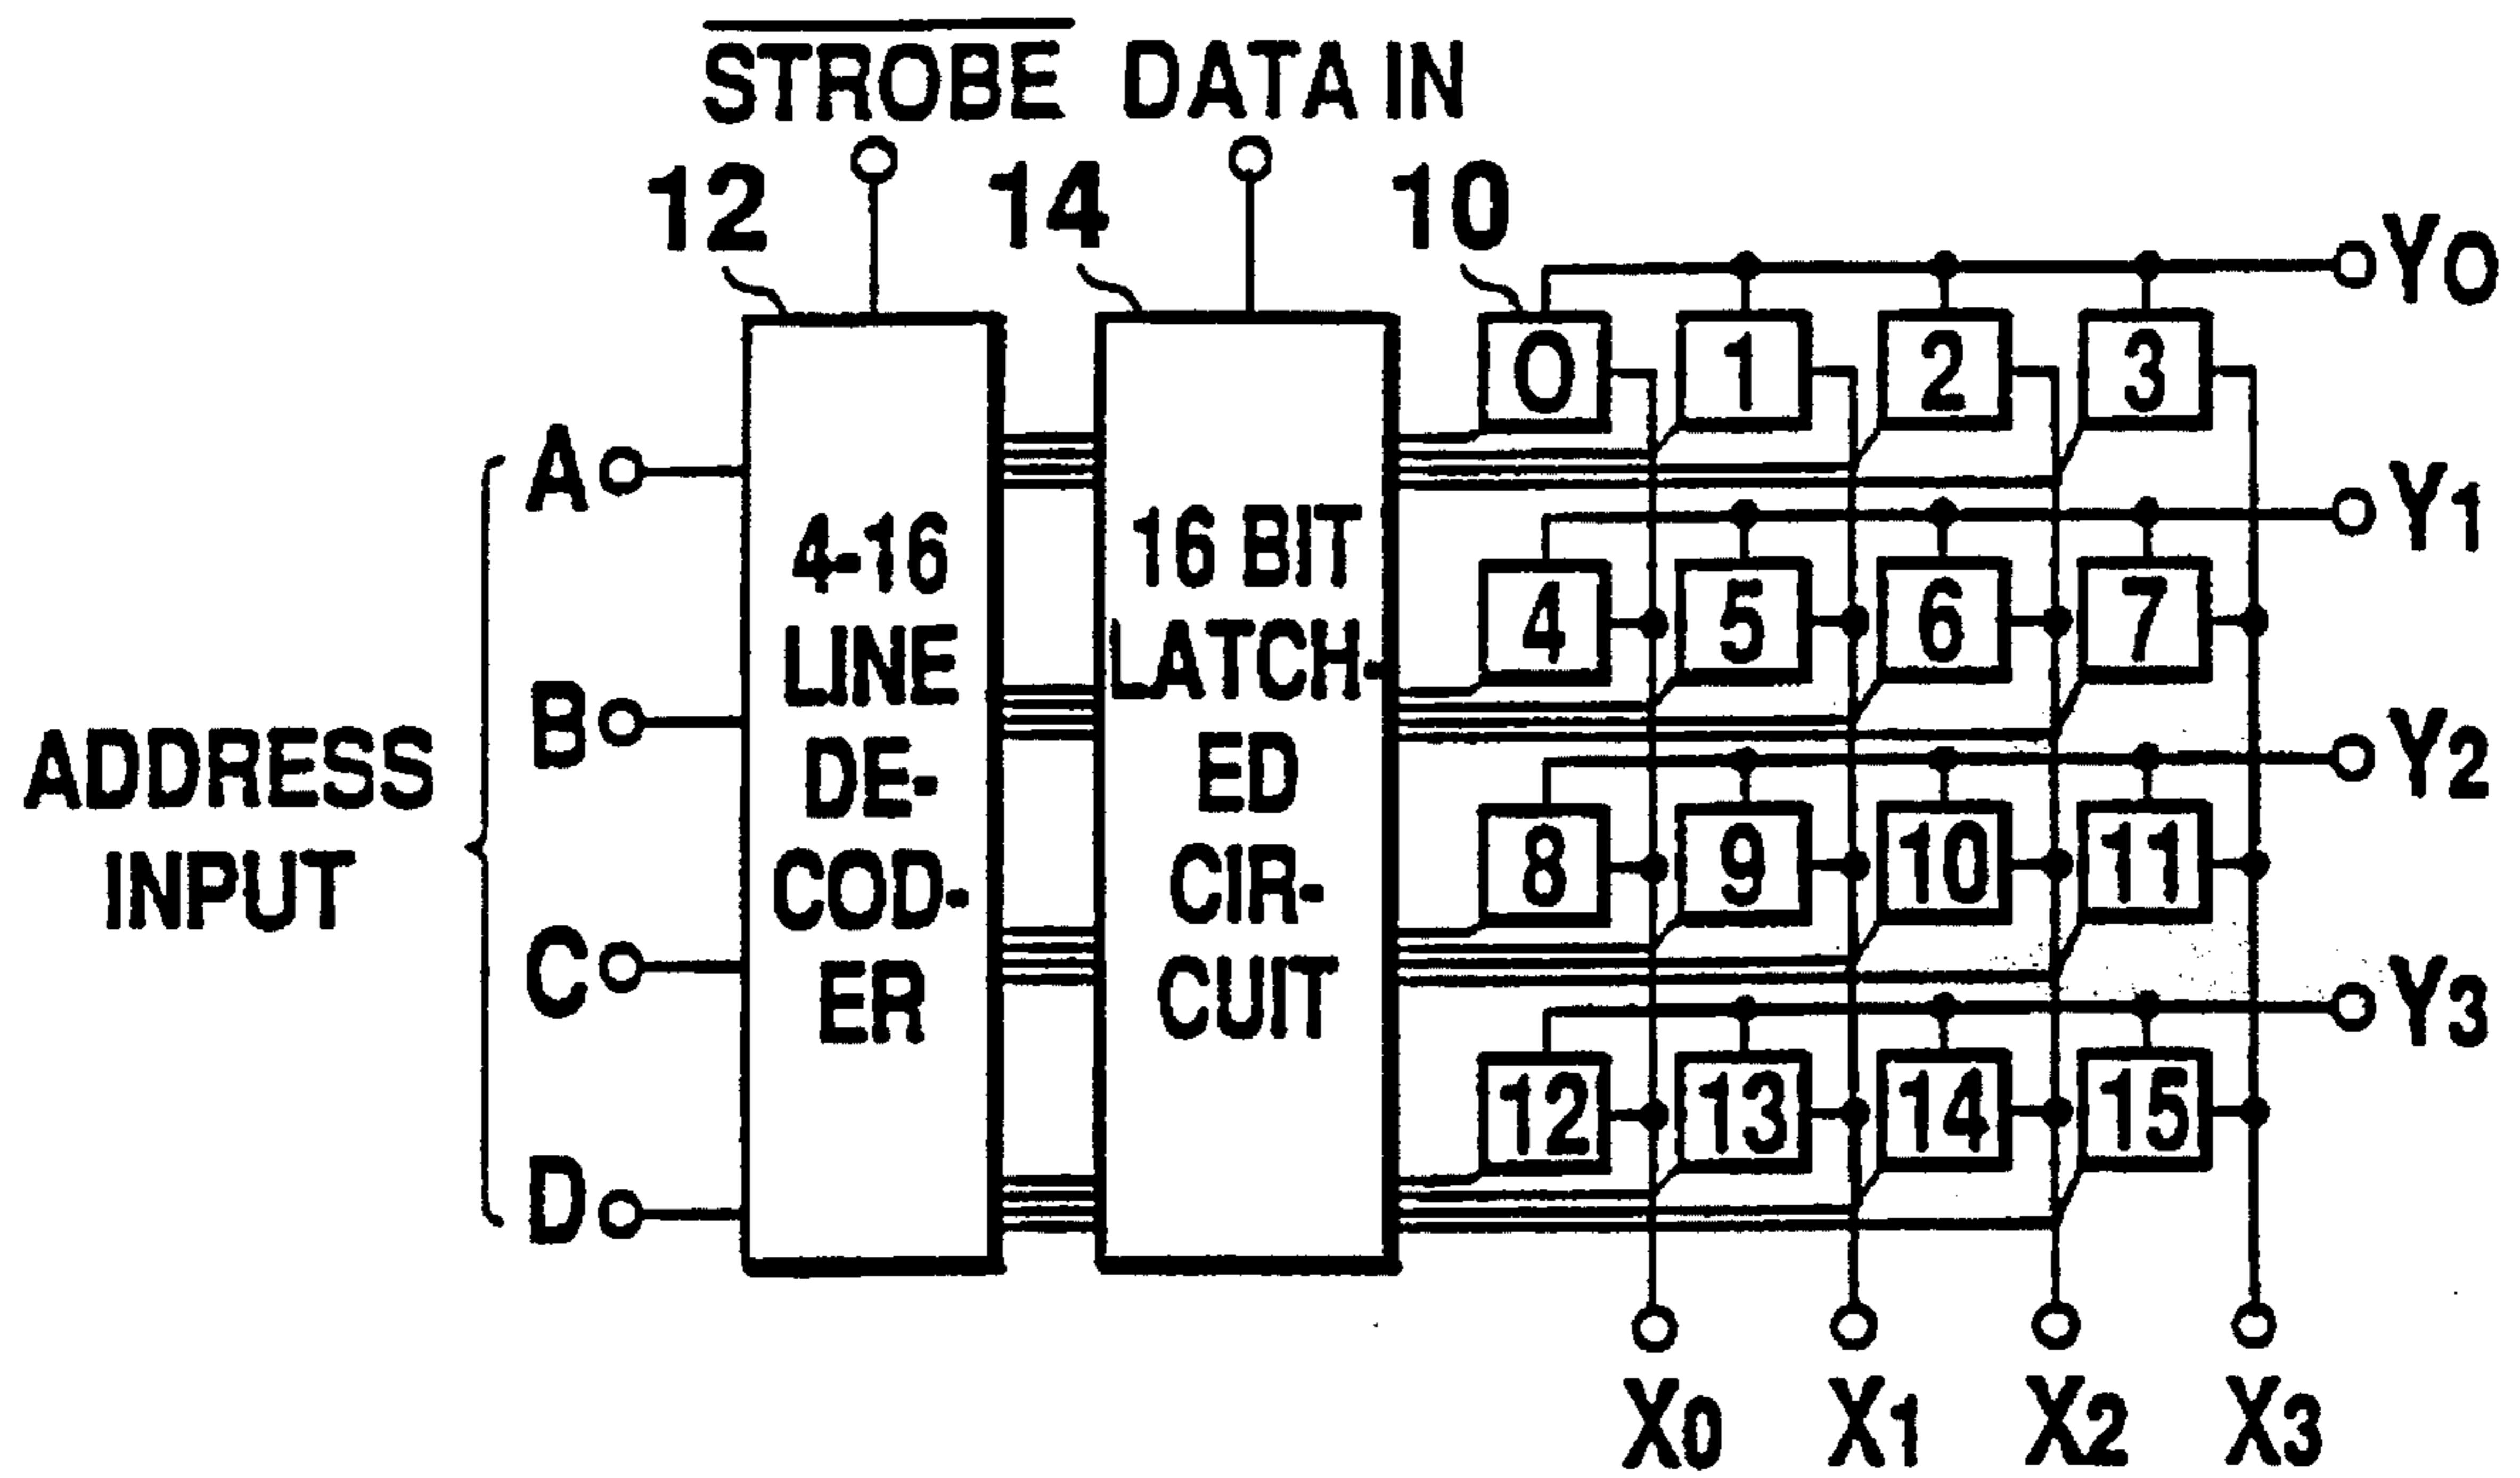 STROBE DATA IN
12 14 10
Y0
0 1 2 3
A
Y1
4-16 LINE DE- COD- ER
16 BIT LATCH- ED CIR- CUIT
4 5 6 7
B
ADDRESS
INPUT
Y2
8 9 10 11
C
Y3
12 13 14 15
D
X0 X1 X2 X3